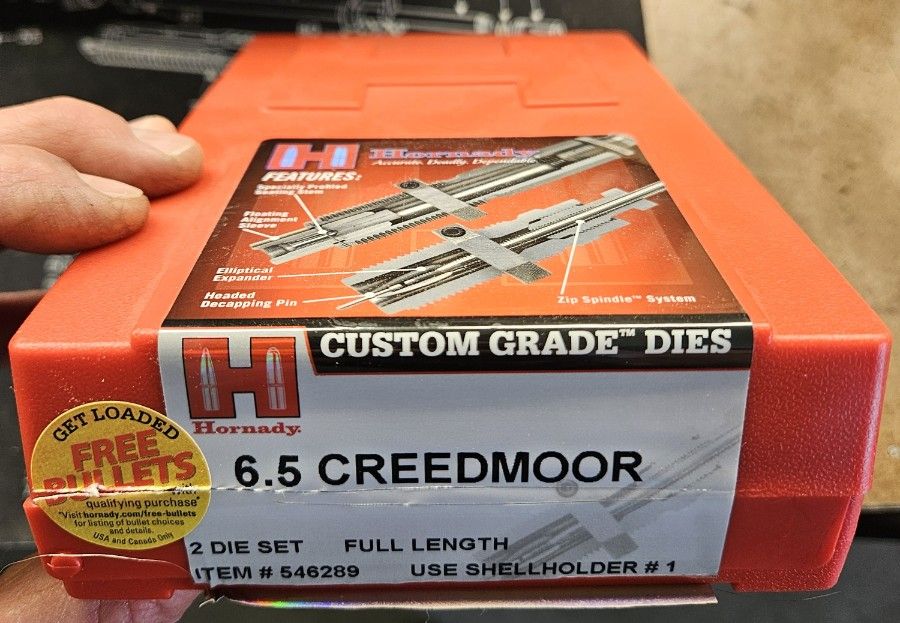 H Hornady
Accurate. Deadly. Dependable.
FEATURES:
Specially Profiled
Seating Stem
Floating
Alignment
Sleeve
Elliptical
Expander
Headed
Decapping Pin
Zip Spindle™ System
H
Hornady.
CUSTOM GRADE™ DIES
GET LOADED
FREE
BULLETS
with
qualifying purchase*
*Visit hornady.com/free-bullets
for listing of bullet choices
and details.
USA and Canada Only
6.5 CREEDMOOR
2 DIE SET FULL LENGTH
ITEM # 546289 USE SHELLHOLDER # 1